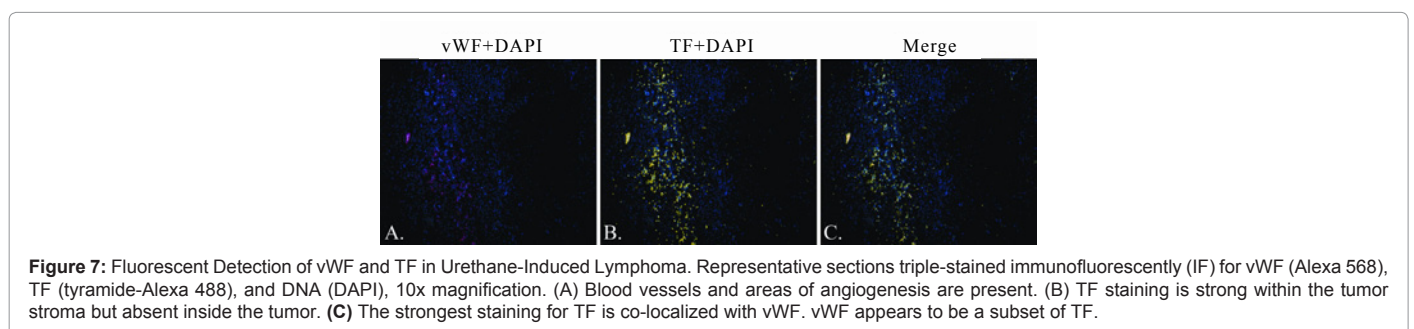 vWF+DAPI TF+DAPI Merge
A. B. C.
Figure 7: Fluorescent Detection of vWF and TF in Urethane-Induced Lymphoma. Representative sections triple-stained immunofluorescently (IF) for vWF (Alexa 568),
TF (tyramide-Alexa 488), and DNA (DAPI), 10x magnification. (A) Blood vessels and areas of angiogenesis are present. (B) TF staining is strong within the tumor
stroma but absent inside the tumor. (C) The strongest staining for TF is co-localized with vWF. vWF appears to be a subset of TF.